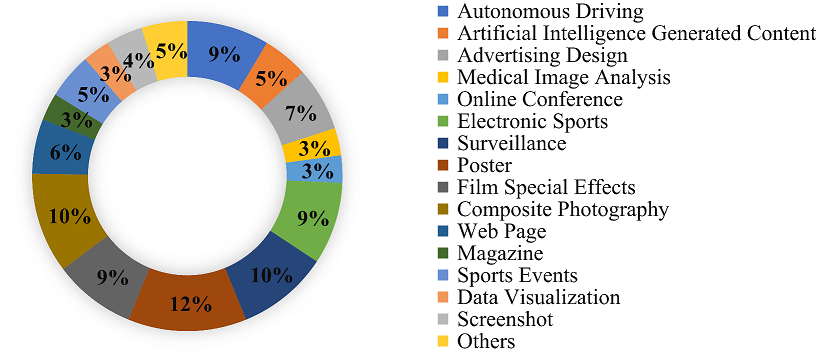 9%
5%
7%
3%
3%
9%
10%
12%
9%
10%
6%
3%
5%
3%
4%
5%
Autonomous Driving
Artificial Intelligence Generated Content
Advertising Design
Medical Image Analysis
Online Conference
Electronic Sports
Surveillance
Poster
Film Special Effects
Composite Photography
Web Page
Magazine
Sports Events
Data Visualization
Screenshot
Others